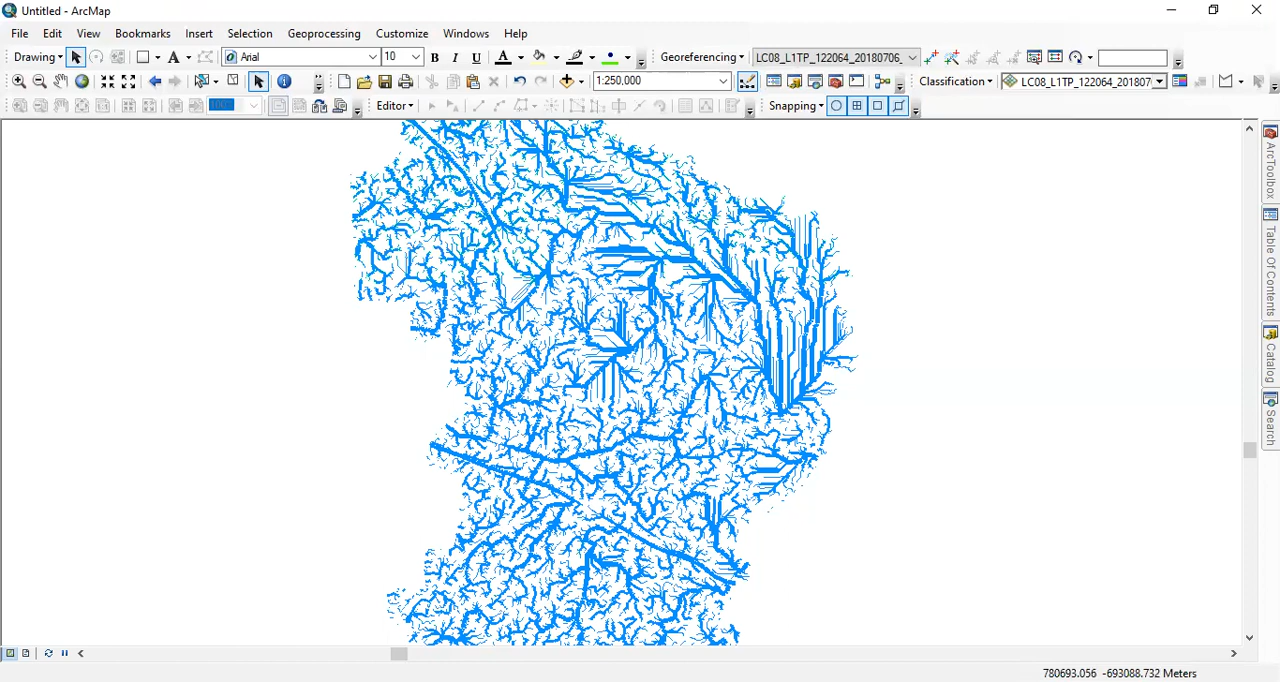 Untitled - ArcMap
File Edit View Bookmarks Insert Selection Geoprocessing Customize Windows Help
Drawing Arial 10 B I U A Georeferencing LC08_L1TP_122064_20180706_
1:250,000 Classification LC08_L1TP_122064_201807
Editor Snapping
ArcToolbox
Table Of Contents
Catalog
Search
780693.056 -693088.732 Meters